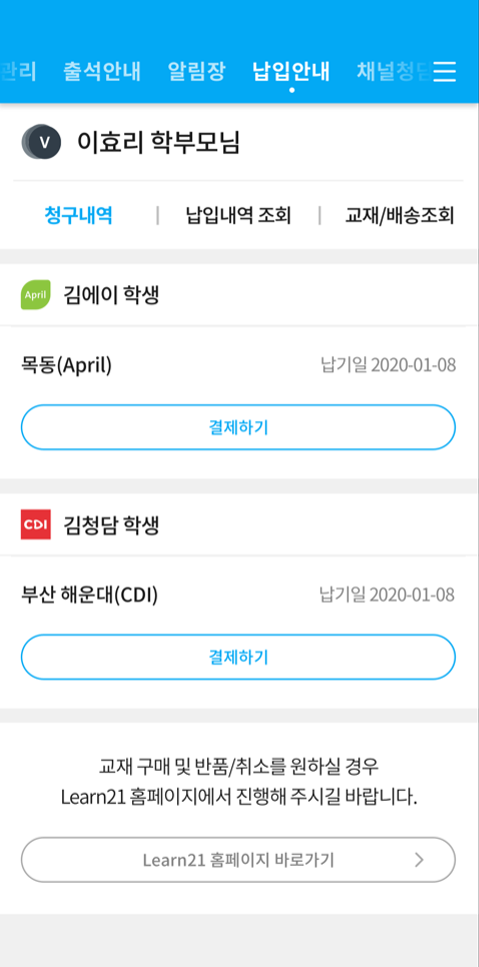 관리 출석안내 알림장 납입안내 채널청담
V 이효리 학부모님
청구내역 | 납입내역 조회 | 교재/배송조회
April 김에이 학생
목동(April) 납기일 2020-01-08
결제하기
CDI 김청담 학생
부산 해운대(CDI) 납기일 2020-01-08
결제하기
교재 구매 및 반품/취소를 원하실 경우
Learn21 홈페이지에서 진행해 주시길 바랍니다.
Learn21 홈페이지 바로가기